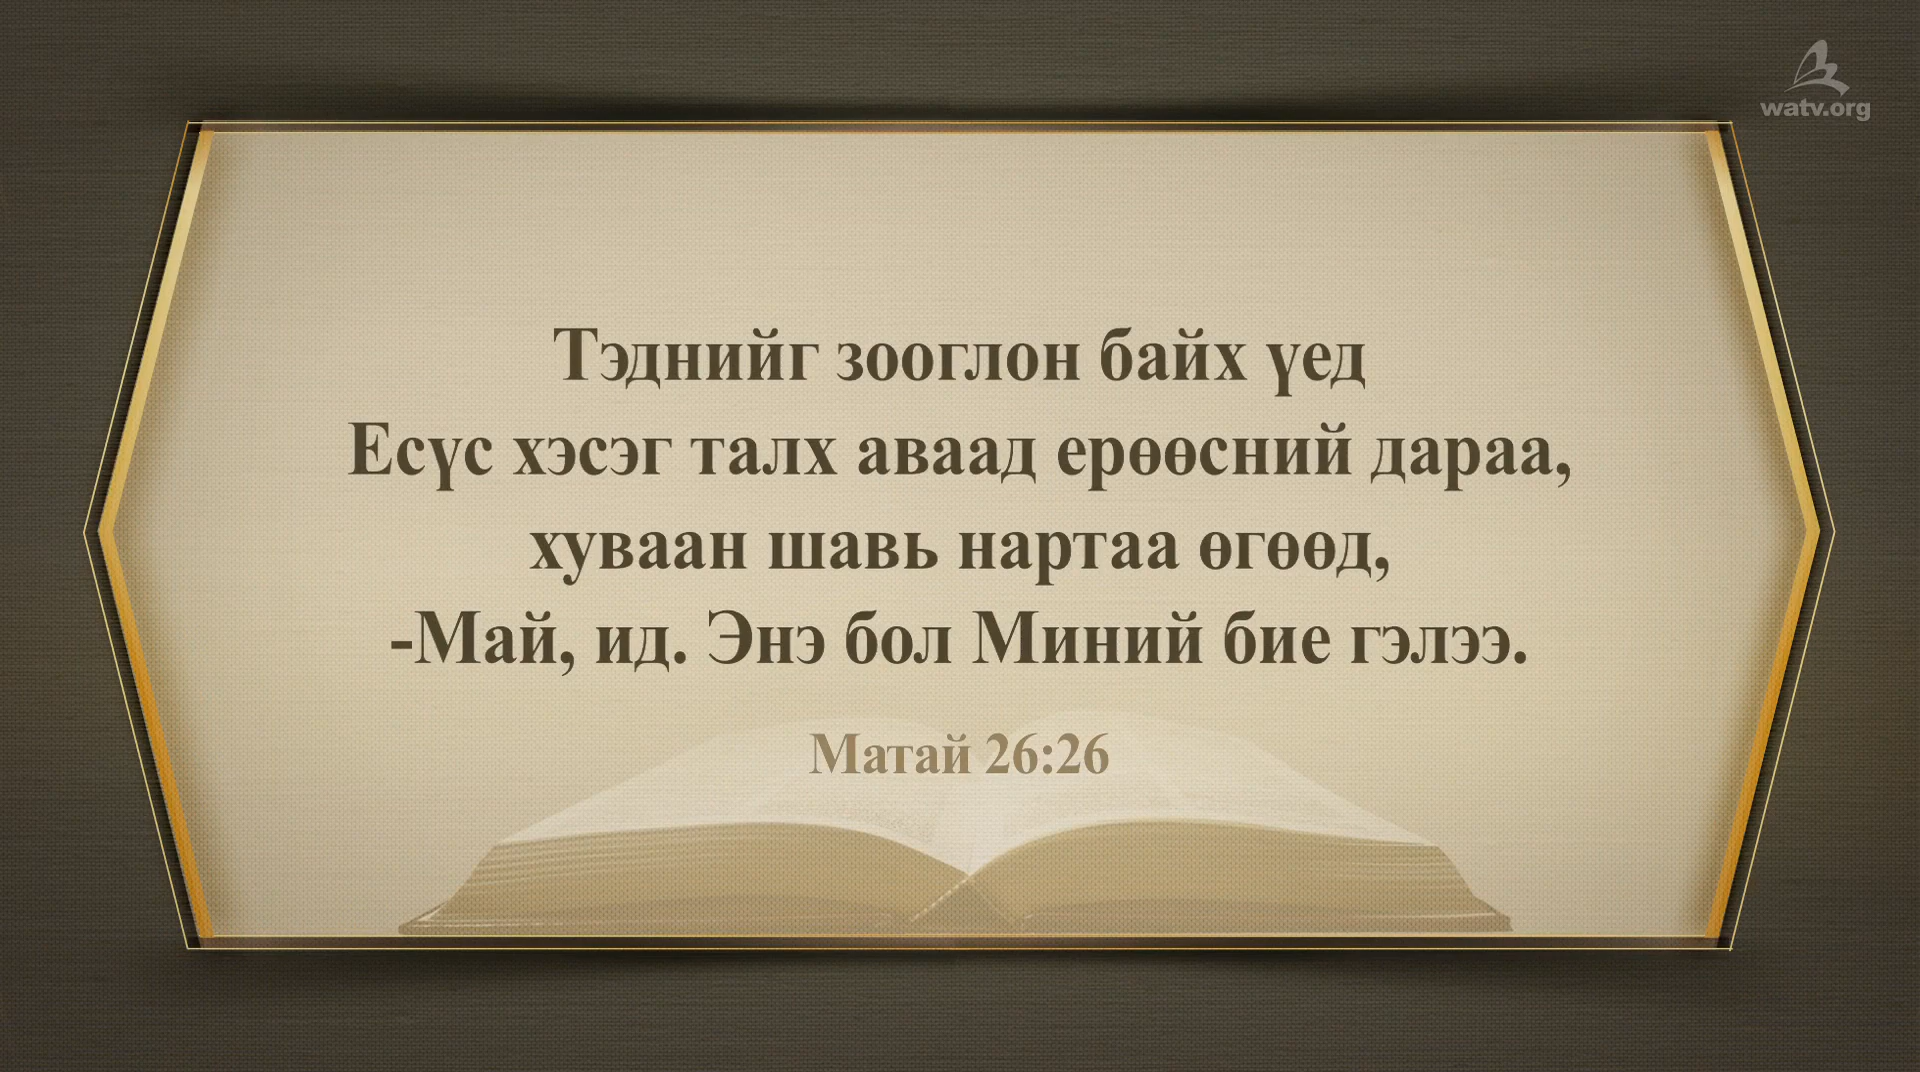 watv.org
Тэднийг зооглон байх үед
Есүс хэсэг талх аваад ерөөсний дараа,
хуваан шавь нартаа өгөөд,
-Май, ид. Энэ бол Миний бие гэлээ.
Матай 26:26